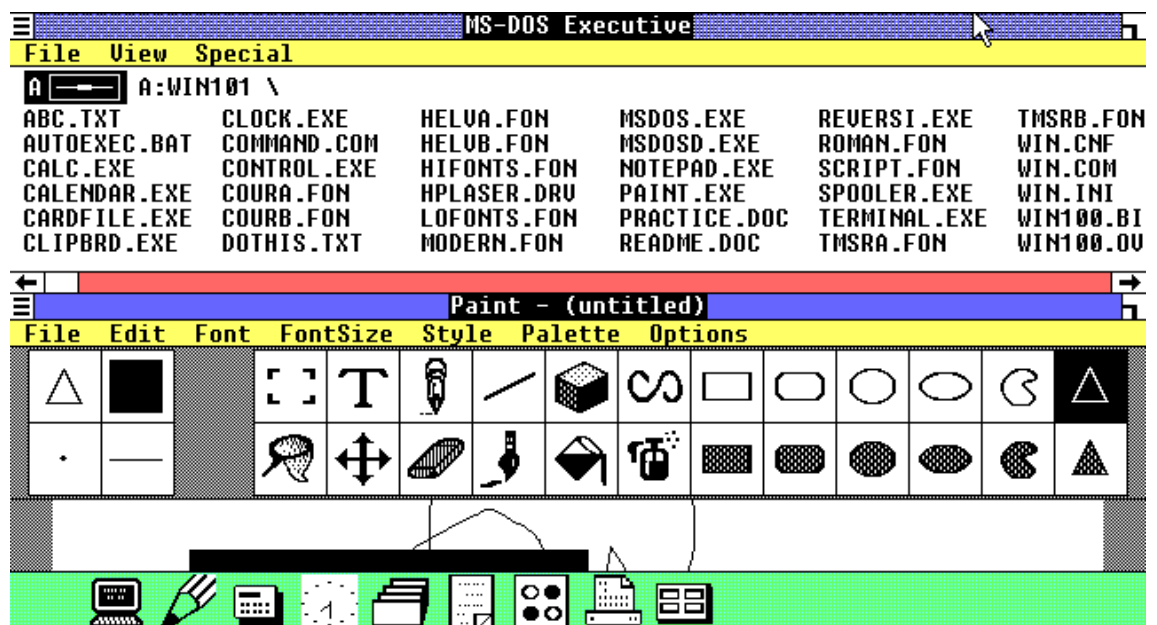 MS-DOS Executive
File View Special
A A:WIN101 \
ABC.TXT CLOCK.EXE HELVA.FON MSDOS.EXE REVERSI.EXE TMSRB.FON
AUTOEXEC.BAT COMMAND.COM HELVB.FON MSDOSD.EXE ROMAN.FON WIN.CNF
CALC.EXE CONTROL.EXE HIFONTS.FON NOTEPAD.EXE SCRIPT.FON WIN.COM
CALENDAR.EXE COURA.FON HPLASER.DRV PAINT.EXE SPOOLER.EXE WIN.INI
CARDFILE.EXE COURB.FON LOFONTS.FON PRACTICE.DOC TERMINAL.EXE WIN100.BI
CLIPBRD.EXE DOTHIS.TXT MODERN.FON README.DOC TMSRA.FON WIN100.OV
Paint - (untitled)
File Edit Font FontSize Style Palette Options
T